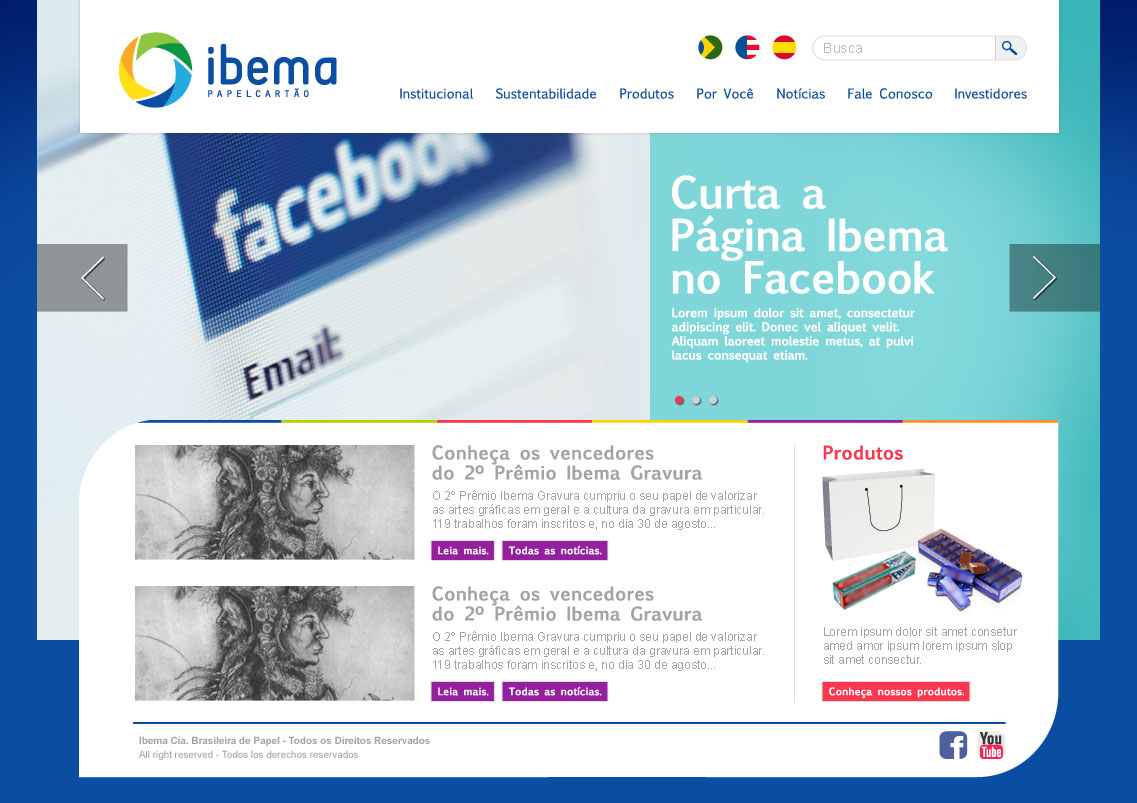 ibema
PAPELCARTÃO
Busca
Institucional Sustentabilidade Produtos Por Você Notícias Fale Conosco Investidores
facebook
Email
Curta a
Página Ibema
no Facebook
Lorem ipsum dolor sit amet, consectetur
adipiscing elit. Donec vel aliquet velit.
Aliquam laoreet molestie metus, at pulvi
lacus consequat etiam.
Conheça os vencedores
do 2º Prêmio Ibema Gravura
O 2° Prêmio Ibema Gravura cumpriu o seu papel de valorizar
as artes gráficas em geral e a cultura da gravura em particular.
119 trabalhos foram inscritos e, no dia 30 de agosto...
Leia mais. Todas as notícias.
Conheça os vencedores
do 2º Prêmio Ibema Gravura
O 2° Prêmio Ibema Gravura cumpriu o seu papel de valorizar
as artes gráficas em geral e a cultura da gravura em particular.
119 trabalhos foram inscritos e, no dia 30 de agosto...
Leia mais. Todas as notícias.
Produtos
Lorem ipsum dolor sit amet consetur
amed amor ipsum lorem ipsum slop
sit amet consectur.
Conheça nossos produtos.
Ibema Cia. Brasileira de Papel - Todos os Direitos Reservados
All right reserved - Todos los derechos reservados
f
You
Tube